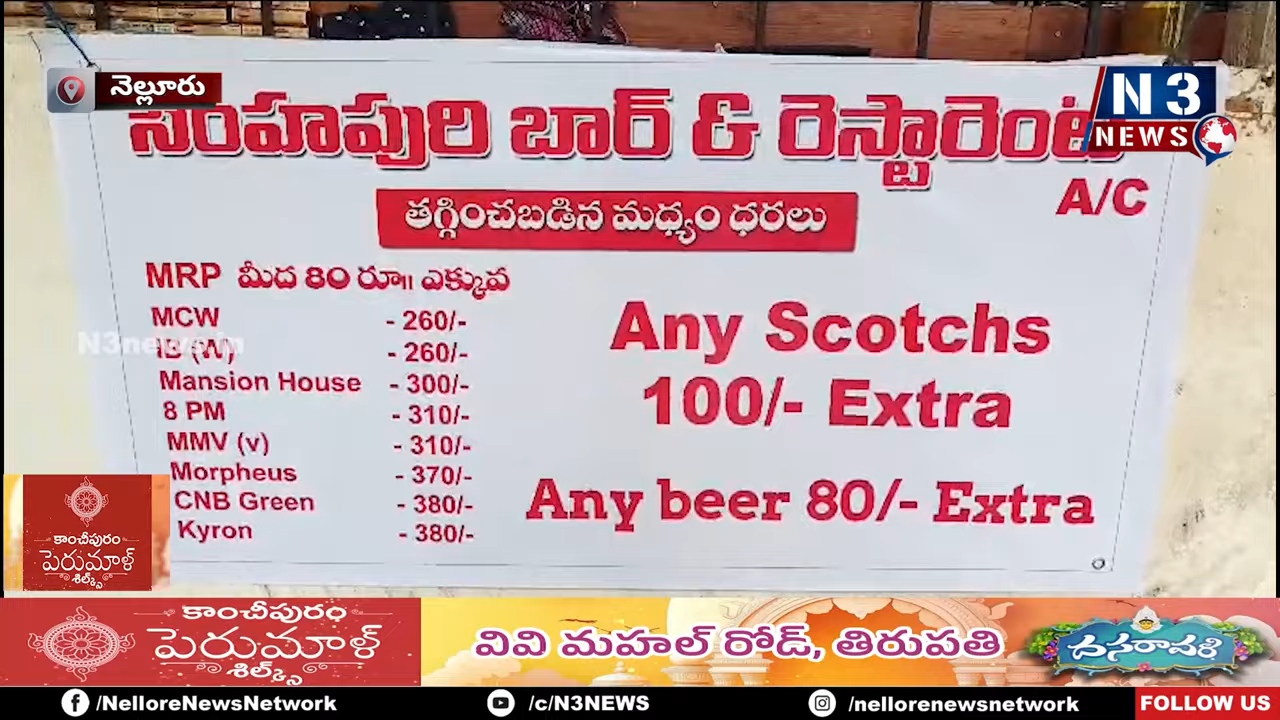 నెల్లూరు
N3
NEWS
సింహపురి బార్ & రెస్టారెంట్
A/C
తగ్గించబడిన మద్యం ధరలు
MRP మీద 80 రూ॥ ఎక్కువ
MCW - 260/-
IB (W) - 260/-
Mansion House - 300/-
8 PM - 310/-
MMV (v) - 310/-
Morpheus - 370/-
CNB Green - 380/-
Kyron - 380/-
Any Scotchs
100/- Extra
Any beer 80/- Extra
N3news.in
కాంచీపురం
పెరుమాళ్
శిల్క్స్
కాంచీపురం
పెరుమాళ్
శిల్క్స్
వివి మహల్ రోడ్, తిరుపతి
దసరావళి
/NelloreNewsNetwork
/c/N3NEWS
/nellorenewsnetwork
FOLLOW US